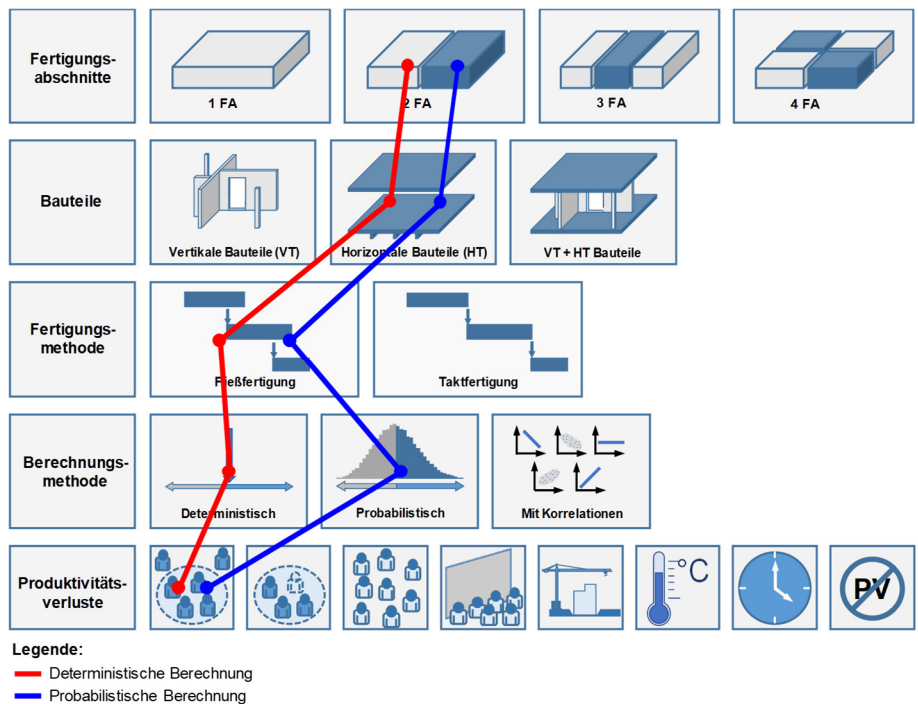 Fertigungs-
abschnitte
1 FA
2 FA
3 FA
4 FA
Bauteile
Vertikale Bauteile (VT)
Horizontale Bauteile (HT)
VT + HT Bauteile
Fertigungs-
methode
Fließfertigung
Taktfertigung
Berechnungs-
methode
Deterministisch
Probabilistisch
Mit Korrelationen
Produktivitäts-
verluste
°C
PV
Legende:
Deterministische Berechnung
Probabilistische Berechnung